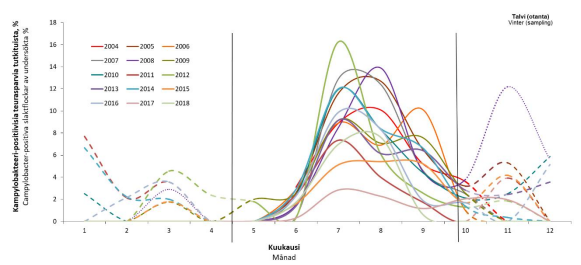 Talvi (otanta)
Vinter (sampling)
Kampylobakteeri-positiivisia teurasparvia tutkituista, %
Campylobacter-positiva slaktflockar av undersökta %
18
16
14
12
10
8
6
4
2
0
2004 2005 2006
2007 2008 2009
2010 2011 2012
2013 2014 2015
2016 2017 2018
1 2 3 4 5 6 7 8 9 10 11 12
Kuukausi
Månad